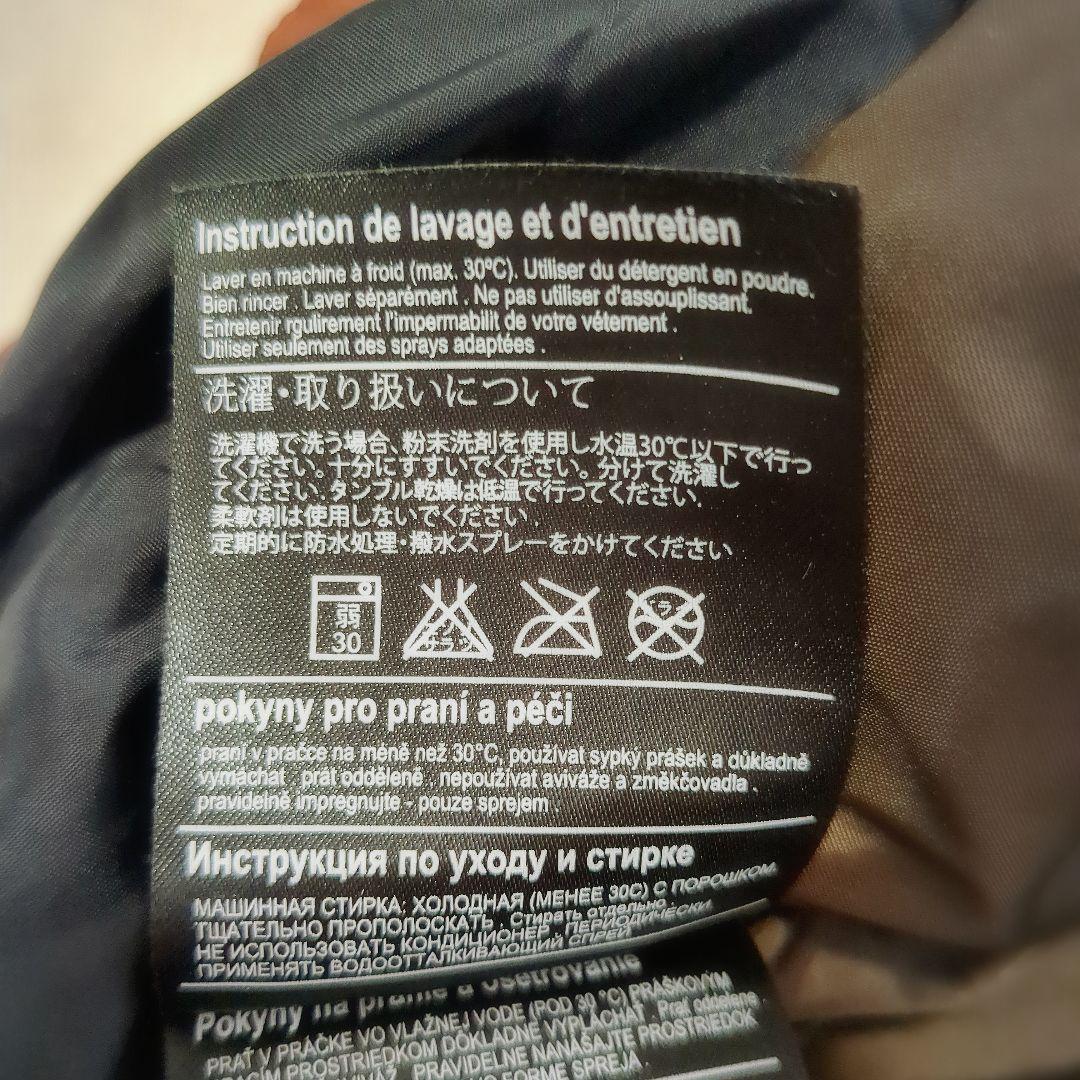 Instruction de lavage et d'entretien
Laver en machine à froid (max. 30ºC). Utiliser du détergent en poudre.
Bien rincer . Laver séparément . Ne pas utiliser d'assouplissant.
Entretenir rgulirement l'impermabilit de votre vétement .
Utiliser seulement des sprays adaptées .
洗濯・取り扱いについて
洗濯機で洗う場合、粉末洗剤を使用し水温30℃以下で行っ
てください。十分にすすいでください。分けて洗濯し
てください。タンブル乾燥は低温で行ってください.
柔軟剤は使用しないでください .
定期的に防水処理・撥水スプレーをかけてください
弱
30
pokyny pro praní a péči
praní v pračce na méně než 30°C, používat sypký prášek a důkladně
vymáchat . prát odděleně . nepoužívat aviváže a změkčovadla .
pravidelně impregnujte - pouze sprejem .
Инструкция по уходу и стирке
МАШИННАЯ СТИРКА: ХОЛОДНАЯ (МЕНЕЕ 30С) С ПОРОШКОМ.
ТЩАТЕЛЬНО ПРОПОЛОСКАТЬ . Стирать отдельно .
НЕ ИСПОЛЬЗОВАТЬ КОНДИЦИОНЕР . ПЕРИОДИЧЕСКИ
ПРИМЕНЯТЬ ВОДООТТАЛКИВАЮЩИЙ СПРЕЙ
Pokyny na pranie a ošetrovanie
PRAŤ V PRÁČKE VO VLAŽNEJ VODE (POD 30 °C) PRÁŠKOVÝM
PRACÍM PROSTRIEDKOM DÔKLADNE VYPLÁCHAŤ . Prať oddelene .
PRAVIDELNE NANÁŠAJTE PROSTRIEDOK
FORME SPREJA .